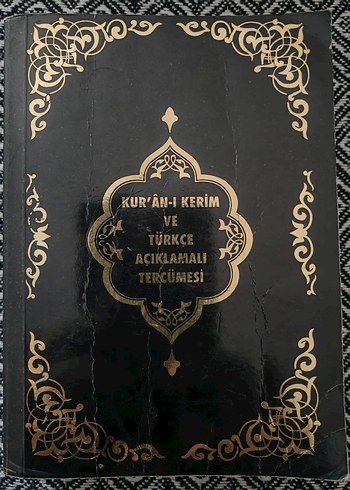 KUR'ÂN-I KERİM
VE
TÜRKÇE
AÇIKLAMALI
TERCÜMESİ